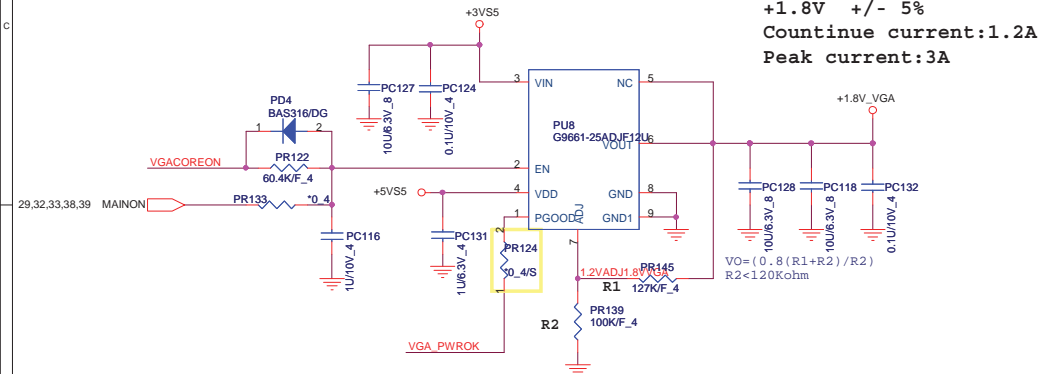 +1.8V +/- 5%
Countinue current:1.2A
Peak current:3A
C
+3VS5
PC127
10U/6.3V_8
PC124
0.1U/10V_4
3
VIN
NC
5
PU8
G9661-25ADJF12U
VOUT
6
+1.8V_VGA
PD4
BAS316/DG
1
2
VGACOREON
PR122
60.4K/F_4
2
EN
29,32,33,38,39
MAINON
PR133
*0_4
+5VS5
4
VDD
GND
8
1
PGOOD
GND1
9
ADJ
7
PC116
1U/10V_4
PC131
1U/6.3V_4
2
PR124
*0_4/S
1
VGA_PWROK
PC128
10U/6.3V_8
PC118
10U/6.3V_8
PC132
0.1U/10V_4
VO=(0.8(R1+R2)/R2)
R2<120Kohm
1.2VADJ1.8VVGA
PR145
127K/F_4
R1
R2
PR139
100K/F_4